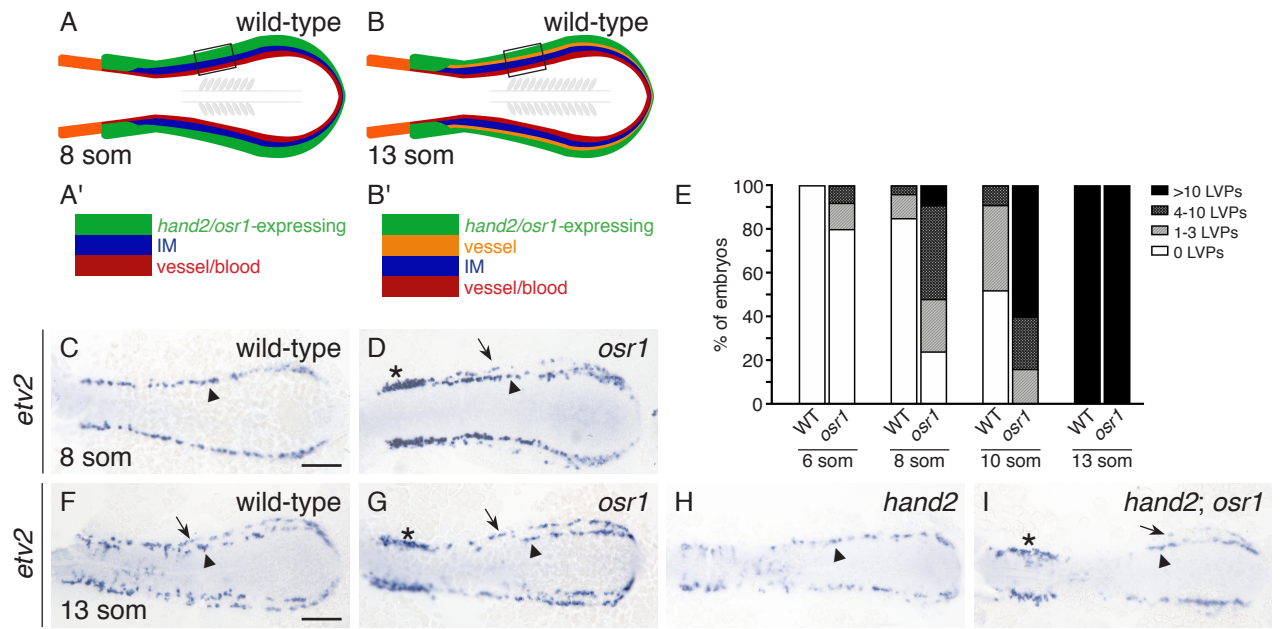 A wild-type
8 som
B wild-type
13 som
A'
hand2/osr1-expressing
IM
vessel/blood
B'
hand2/osr1-expressing
vessel
IM
vessel/blood
E
% of embryos
100
80
60
40
20
0
>10 LVPs
4-10 LVPs
1-3 LVPs
0 LVPs
WT osr1 WT osr1 WT osr1 WT osr1
6 som 8 som 10 som 13 som
etv2
C wild-type
8 som
D osr1
*
etv2
F wild-type
13 som
G osr1
*
H hand2
I hand2; osr1
*